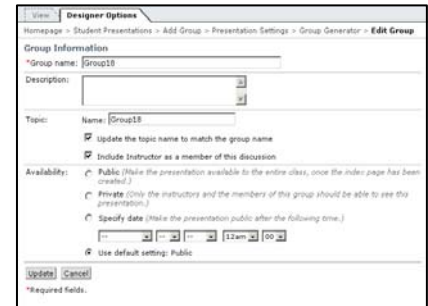 View
Designer Options
Homepage > Student Presentations > Add Group > Presentation Settings > Group Generator > Edit Group
Group Information
*Group name: Group18
Description:
Topic: Name: Group18
Update the topic name to match the group name
Include Instructor as a member of this discussion
Availability: Public (Make the presentation available to the entire class, once the index page has been
created.)
Private (Only the instructors and the members of this group should be able to see this
presentation.)
Specify date (Make the presentation public after the following time.)
-- -- -- 12am 00
Use default setting: Public
Update Cancel
*Required fields.